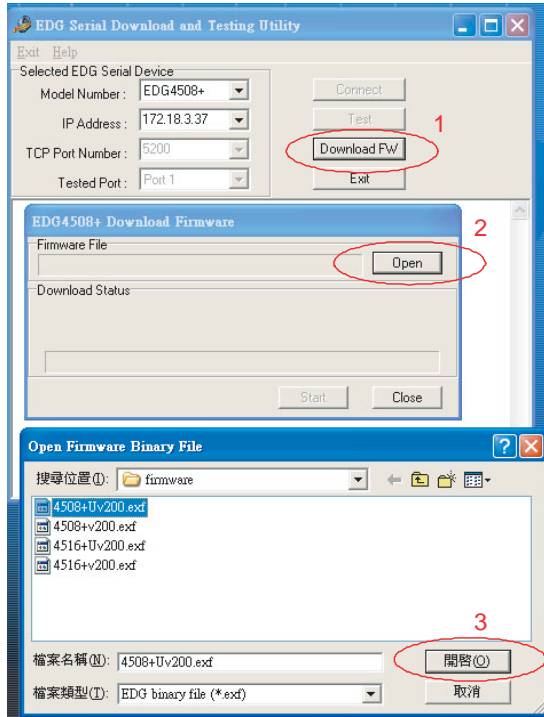 EDG Serial Download and Testing Utility
Exit Help
Selected EDG Serial Device
Model Number : EDG4508+
Connect
IP Address : 172.18.3.37
Test
1
TCP Port Number : 5200
Download FW
Tested Port : Port 1
Exit
EDG4508+ Download Firmware
2
Firmware File
Open
Download Status
Start
Close
Open Firmware Binary File
搜尋位置(I): firmware
4508+Uv200.exf
4508+v200.exf
4516+Uv200.exf
4516+v200.exf
3
檔案名稱(N): 4508+Uv200.exf
開啓(O)
檔案類型(T): EDG binary file (*.exf)
取消